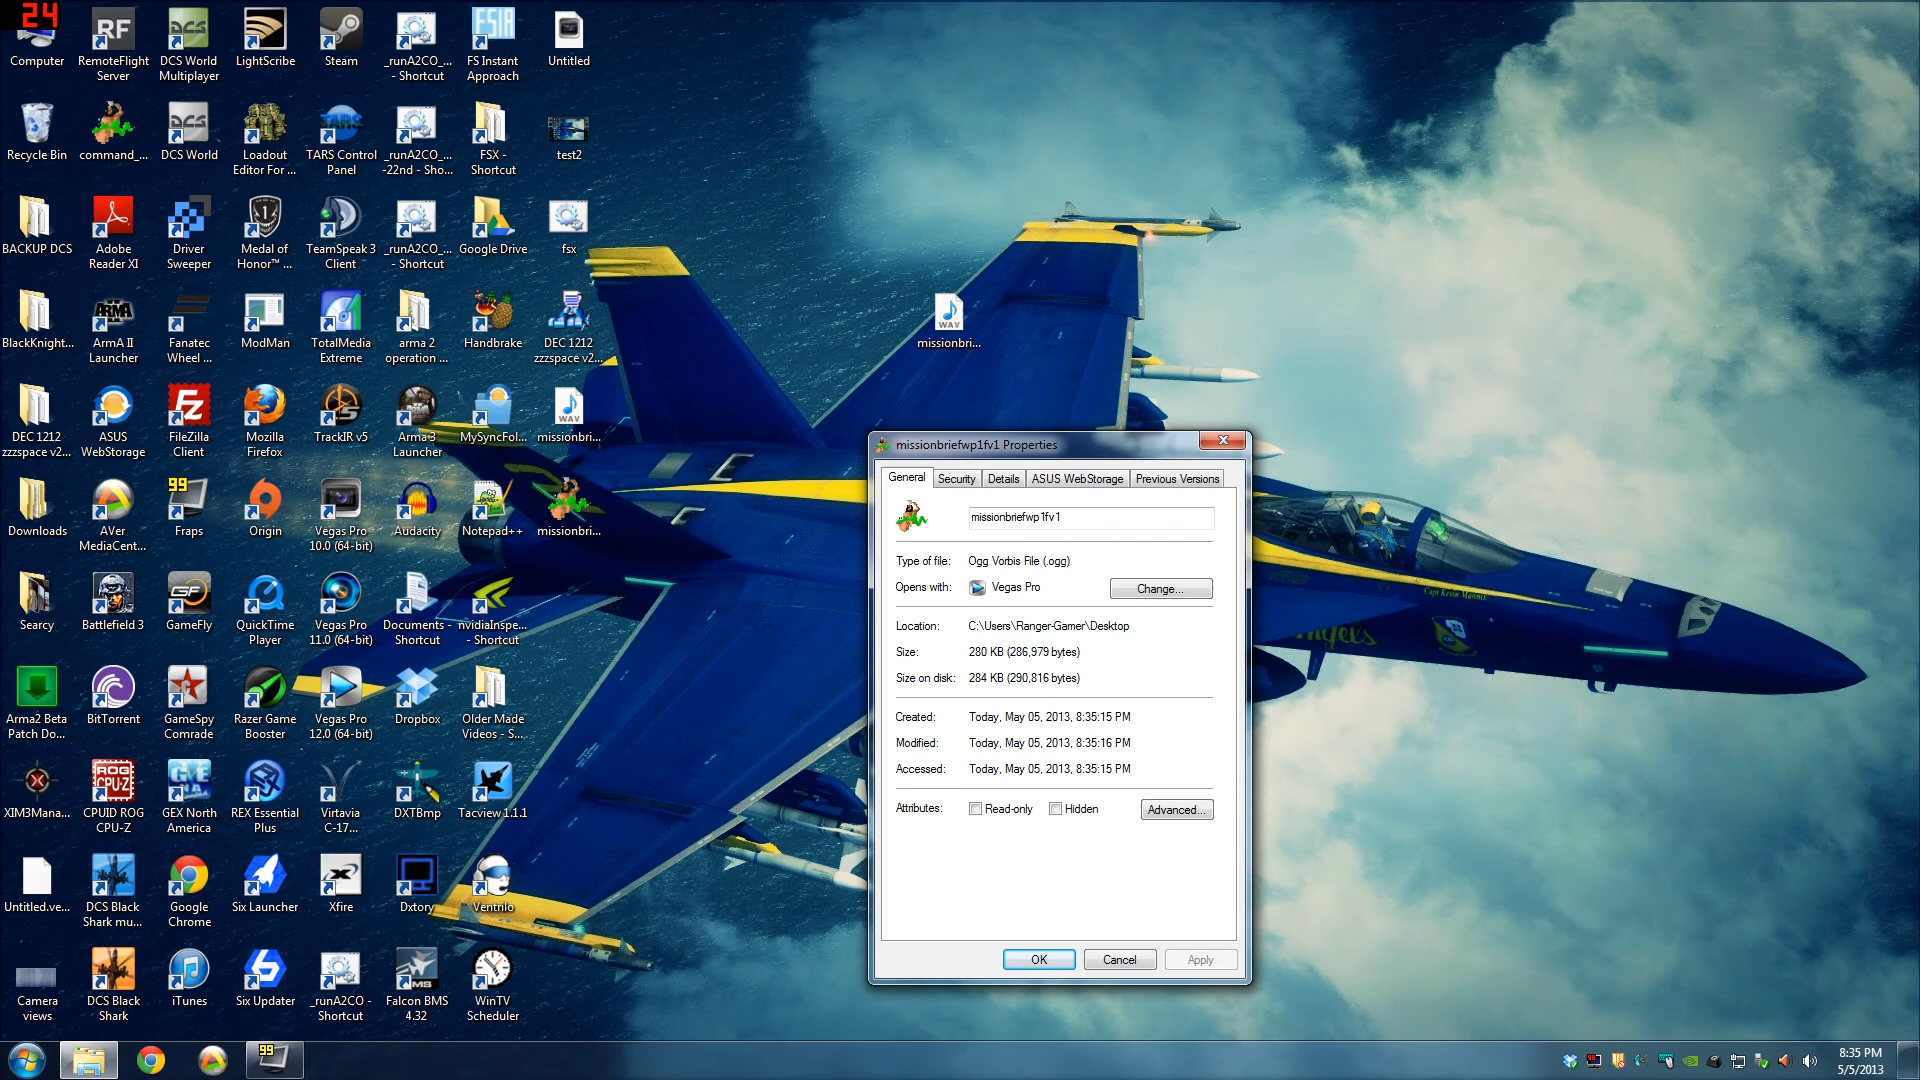 24
Computer
RemoteFlight Server
DCS World Multiplayer
LightScribe
Steam
_runA2CO_... - Shortcut
FS Instant Approach
Untitled
Recycle Bin
command_...
DCS World
Loadout Editor For ...
TARS Control Panel
_runA2CO_... -22nd - Sho...
FSX - Shortcut
test2
BACKUP DCS
Adobe Reader XI
Driver Sweeper
Medal of Honor™ ...
TeamSpeak 3 Client
_runA2CO_... - Shortcut
Google Drive
fsx
BlackKnight...
ArmA II Launcher
Fanatec Wheel ...
ModMan
TotalMedia Extreme
arma 2 operation ...
Handbrake
DEC 1212 zzzspace v2...
missionbri...
DEC 1212 zzzspace v2...
ASUS WebStorage
FileZilla Client
Mozilla Firefox
TrackIR v5
Arma 3 Launcher
MySyncFol...
missionbri...
Downloads
AVer MediaCent...
Fraps
Origin
Vegas Pro 10.0 (64-bit)
Audacity
Notepad++
missionbri...
Searcy
Battlefield 3
GameFly
QuickTime Player
Vegas Pro 11.0 (64-bit)
Documents - Shortcut
nvidiaInspe... - Shortcut
Arma2 Beta Patch Do...
BitTorrent
GameSpy Comrade
Razer Game Booster
Vegas Pro 12.0 (64-bit)
Dropbox
Older Made Videos - S...
XIM3Mana...
CPUID ROG CPU-Z
GEX North America
REX Essential Plus
Virtavia C-17...
DXTBmp
Tacview 1.1.1
Untitled.ve...
DCS Black Shark mu...
Google Chrome
Six Launcher
Xfire
Dxtory
Ventrilo
Camera views
DCS Black Shark
iTunes
Six Updater
_runA2CO - Shortcut
Falcon BMS 4.32
WinTV Scheduler
missionbriefwp1fv1 Properties
General Security Details ASUS WebStorage Previous Versions
missionbriefwp1fv1
Type of file: Ogg Vorbis File (.ogg)
Opens with: Vegas Pro Change...
Location: C:\Users\Ranger-Gamer\Desktop
Size: 280 KB (286,979 bytes)
Size on disk: 284 KB (290,816 bytes)
Created: Today, May 05, 2013, 8:35:15 PM
Modified: Today, May 05, 2013, 8:35:16 PM
Accessed: Today, May 05, 2013, 8:35:15 PM
Attributes: Read-only Hidden Advanced...
OK Cancel Apply
8:35 PM
5/5/2013